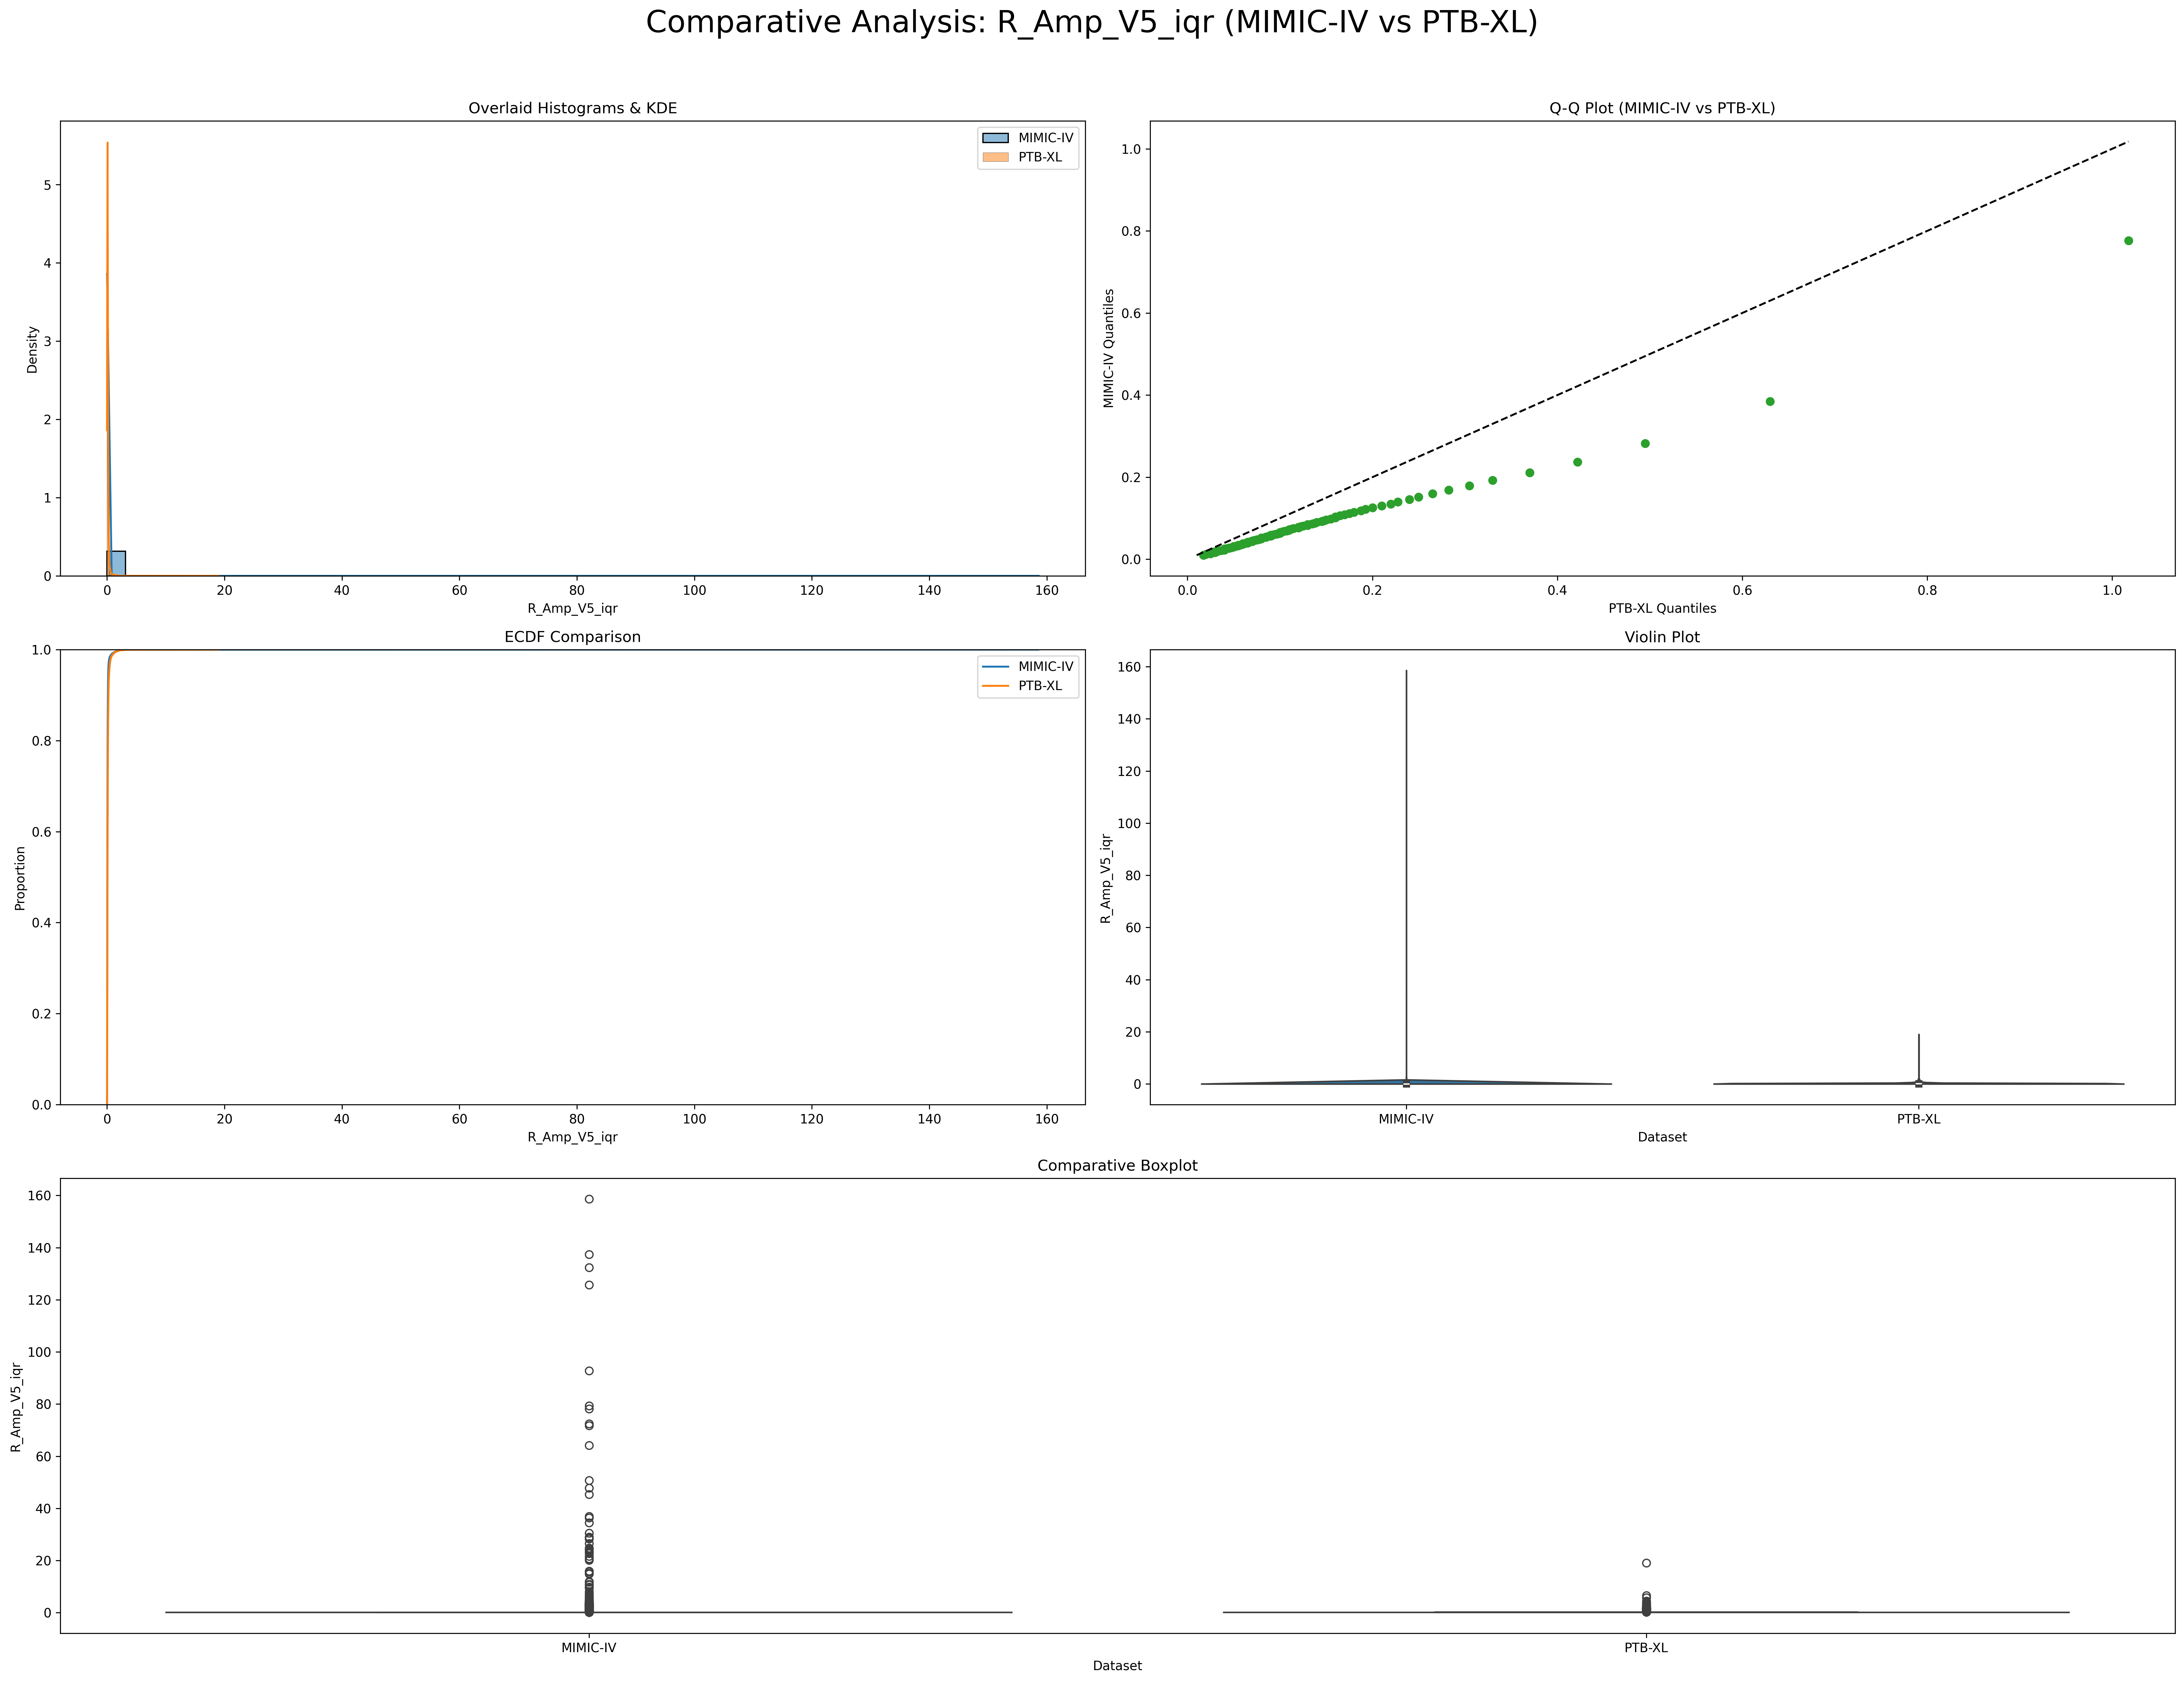 Comparative Analysis: R_Amp_V5_iqr (MIMIC-IV vs PTB-XL)
Overlaid Histograms & KDE
MIMIC-IV
PTB-XL
Density
5
4
3
2
1
0
0 20 40 60 80 100 120 140 160
R_Amp_V5_iqr
Q-Q Plot (MIMIC-IV vs PTB-XL)
MIMIC-IV Quantiles
1.0
0.8
0.6
0.4
0.2
0.0
0.0 0.2 0.4 0.6 0.8 1.0
PTB-XL Quantiles
ECDF Comparison
MIMIC-IV
PTB-XL
Proportion
1.0
0.8
0.6
0.4
0.2
0.0
0 20 40 60 80 100 120 140 160
R_Amp_V5_iqr
Violin Plot
R_Amp_V5_iqr
160
140
120
100
80
60
40
20
0
MIMIC-IV PTB-XL
Dataset
Comparative Boxplot
R_Amp_V5_iqr
160
140
120
100
80
60
40
20
0
MIMIC-IV PTB-XL
Dataset